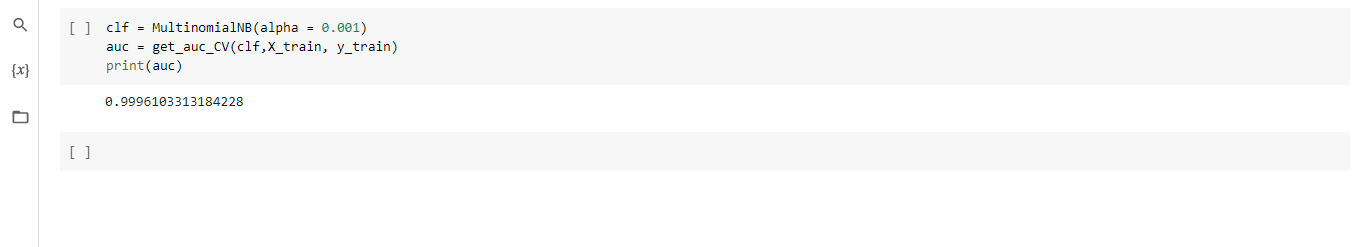 [ ] clf = MultinomialNB(alpha = 0.001)
auc = get_auc_CV(clf,X_train, y_train)
print(auc)
{x}
0.9996103313184228
[ ]